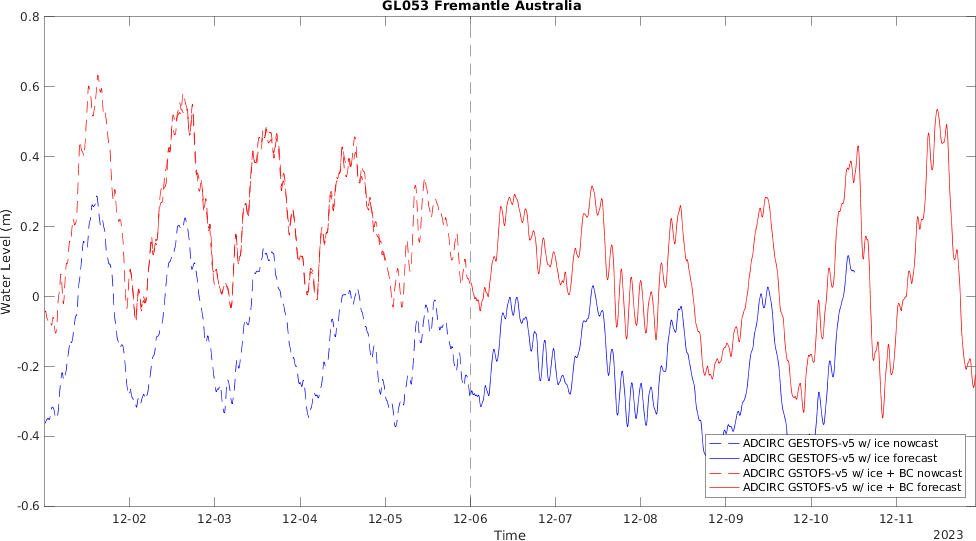 GL053 Fremantle Australia
0.8
0.6
0.4
0.2
0
-0.2
-0.4
-0.6
Water Level (m)
ADCIRC GESTOFS-v5 w/ ice nowcast
ADCIRC GESTOFS-v5 w/ ice forecast
ADCIRC GSTOFS-v5 w/ ice + BC nowcast
ADCIRC GSTOFS-v5 w/ ice + BC forecast
12-02 12-03 12-04 12-05 12-06 12-07 12-08 12-09 12-10 12-11
Time
2023